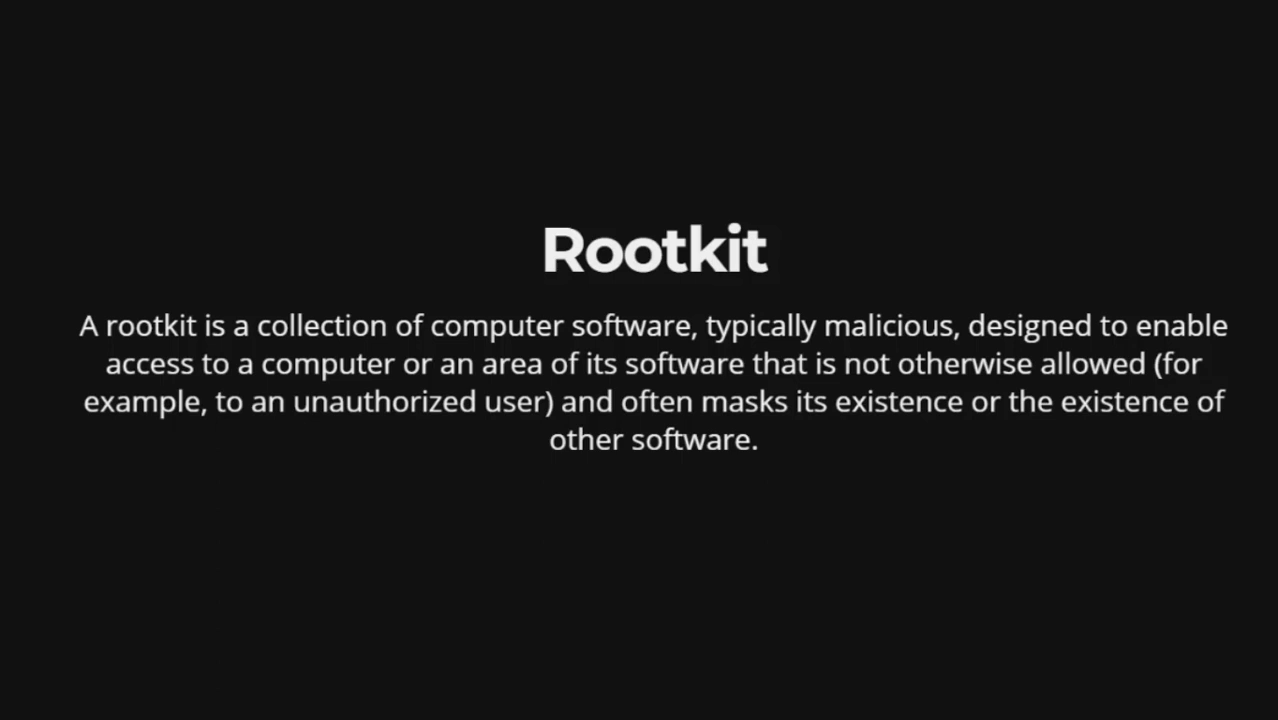 Rootkit
A rootkit is a collection of computer software, typically malicious, designed to enable
access to a computer or an area of its software that is not otherwise allowed (for
example, to an unauthorized user) and often masks its existence or the existence of
other software.